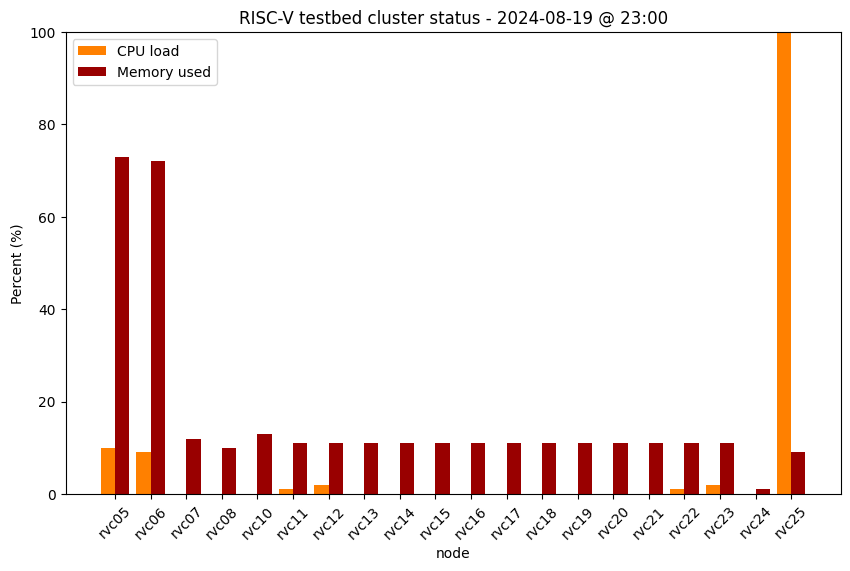 RISC-V testbed cluster status - 2024-08-19 @ 23:00
CPU load
Memory used
Percent (%)
100
80
60
40
20
0
rvc05
rvc06
rvc07
rvc08
rvc10
rvc11
rvc12
rvc13
rvc14
rvc15
rvc16
rvc17
rvc18
rvc19
rvc20
rvc21
rvc22
rvc23
rvc24
rvc25
node